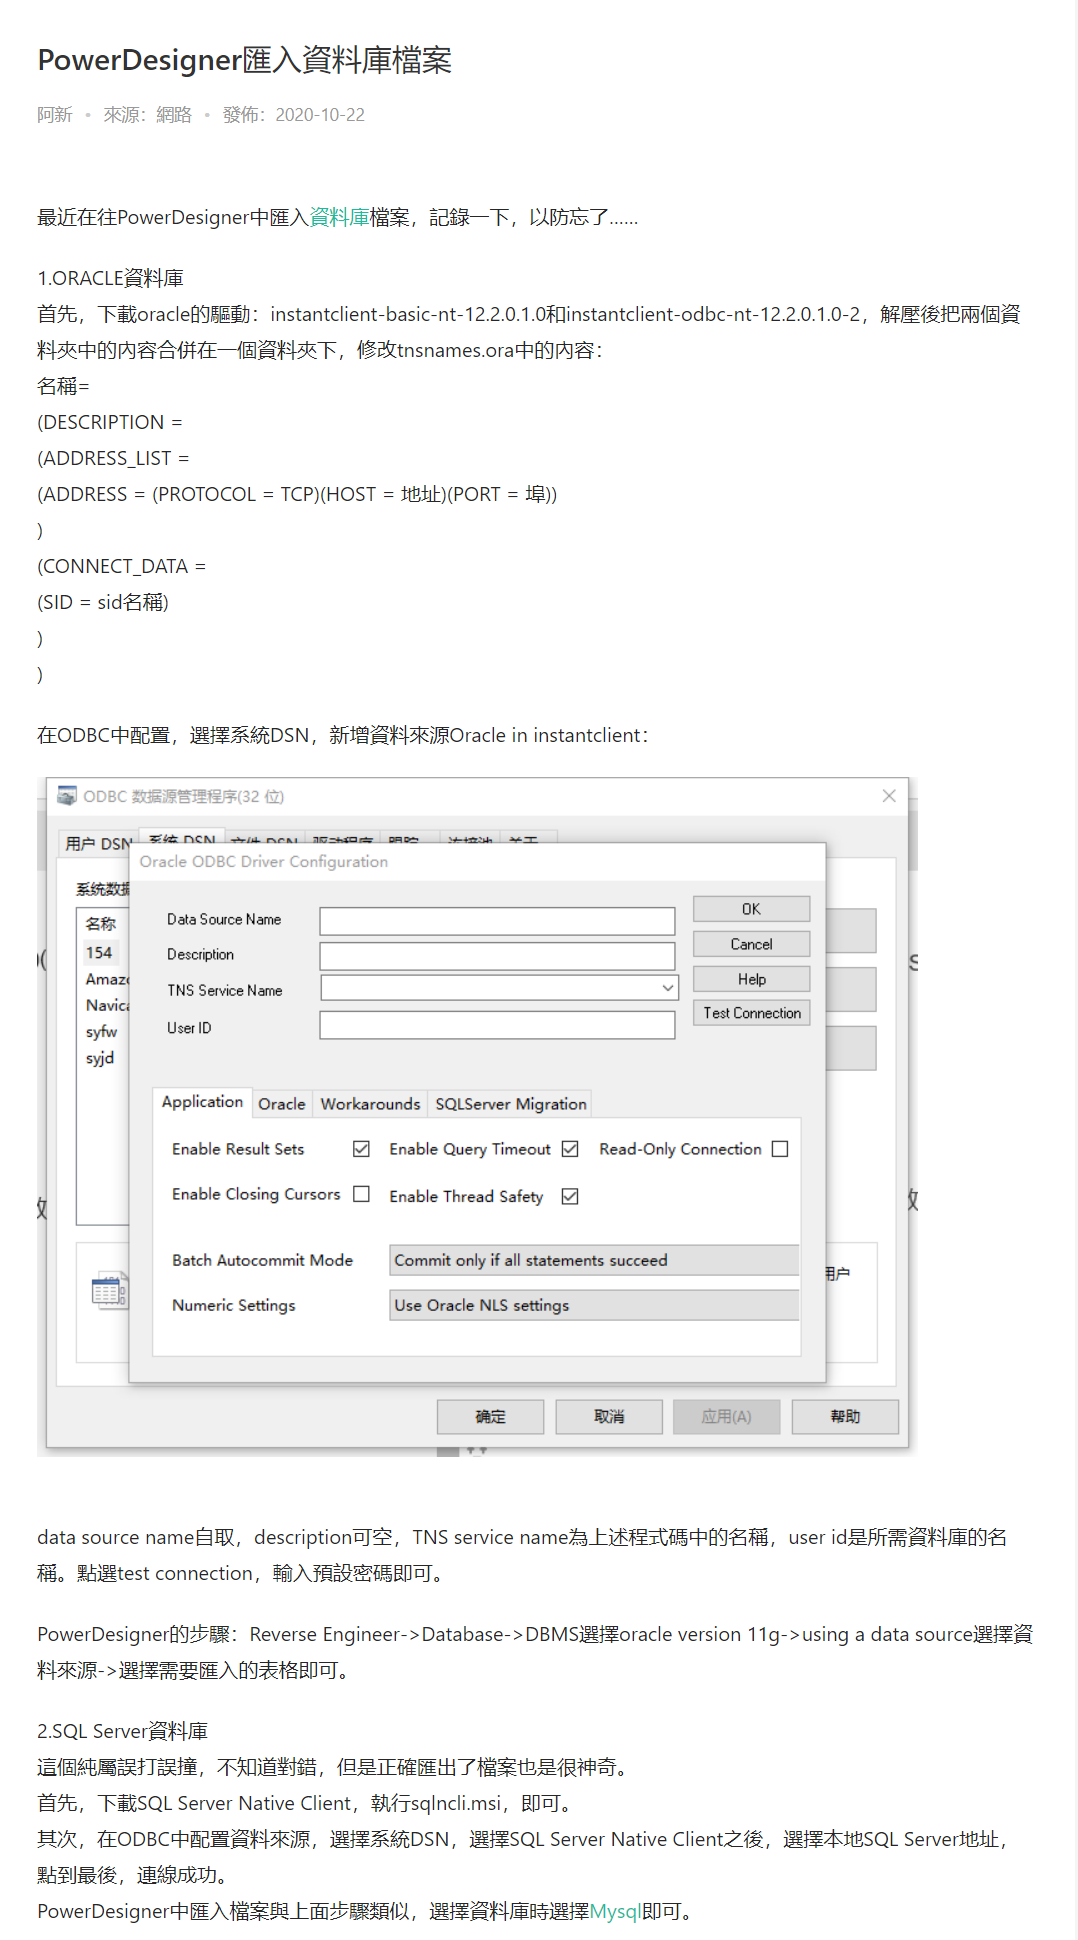 PowerDesigner匯入資料庫檔案
阿新 • 來源：網路 • 發佈：2020-10-22
最近在往PowerDesigner中匯入資料庫檔案，記錄一下，以防忘了......
1.ORACLE資料庫
首先，下載oracle的驅動：instantclient-basic-nt-12.2.0.1.0和instantclient-odbc-nt-12.2.0.1.0-2，解壓後把兩個資
料夾中的內容合併在一個資料夾下，修改tnsnames.ora中的內容：
名稱=
(DESCRIPTION =
(ADDRESS_LIST =
(ADDRESS = (PROTOCOL = TCP)(HOST = 地址)(PORT = 埠))
)
(CONNECT_DATA =
(SID = sid名稱)
)
)
在ODBC中配置，選擇系統DSN，新增資料來源Oracle in instantclient：
ODBC 数据源管理程序(32 位)
用户 DSN 系统 DSN 文件 DSN 驱动程序 跟踪 连接池 关于
Oracle ODBC Driver Configuration
系统数据
名称
154
Amaz
Navica
syfw
syjd
Data Source Name
Description
TNS Service Name
User ID
OK
Cancel
Help
Test Connection
Application Oracle Workarounds SQLServer Migration
Enable Result Sets Enable Query Timeout Read-Only Connection
Enable Closing Cursors Enable Thread Safety
Batch Autocommit Mode Commit only if all statements succeed
Numeric Settings Use Oracle NLS settings
用户
确定 取消 应用(A) 帮助
data source name自取，description可空，TNS service name為上述程式碼中的名稱，user id是所需資料庫的名
稱。點選test connection，輸入預設密碼即可。
PowerDesigner的步驟：Reverse Engineer->Database->DBMS選擇oracle version 11g->using a data source選擇資
料來源->選擇需要匯入的表格即可。
2.SQL Server資料庫
這個純屬誤打誤撞，不知道對錯，但是正確匯出了檔案也是很神奇。
首先，下載SQL Server Native Client，執行sqlncli.msi，即可。
其次，在ODBC中配置資料來源，選擇系統DSN，選擇SQL Server Native Client之後，選擇本地SQL Server地址，
點到最後，連線成功。
PowerDesigner中匯入檔案與上面步驟類似，選擇資料庫時選擇Mysql即可。